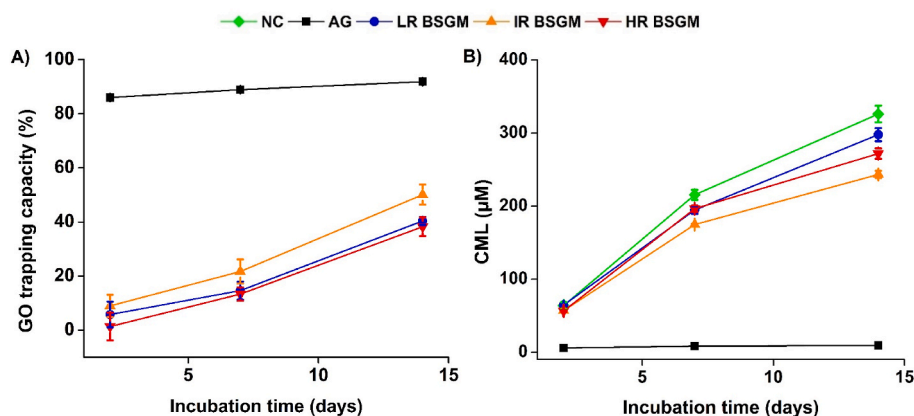 NC AG LR BSGM IR BSGM HR BSGM
A)
GO trapping capacity (%)
100
80
60
40
20
0
5 10 15
Incubation time (days)
B)
CML (µM)
400
300
200
100
0
5 10 15
Incubation time (days)